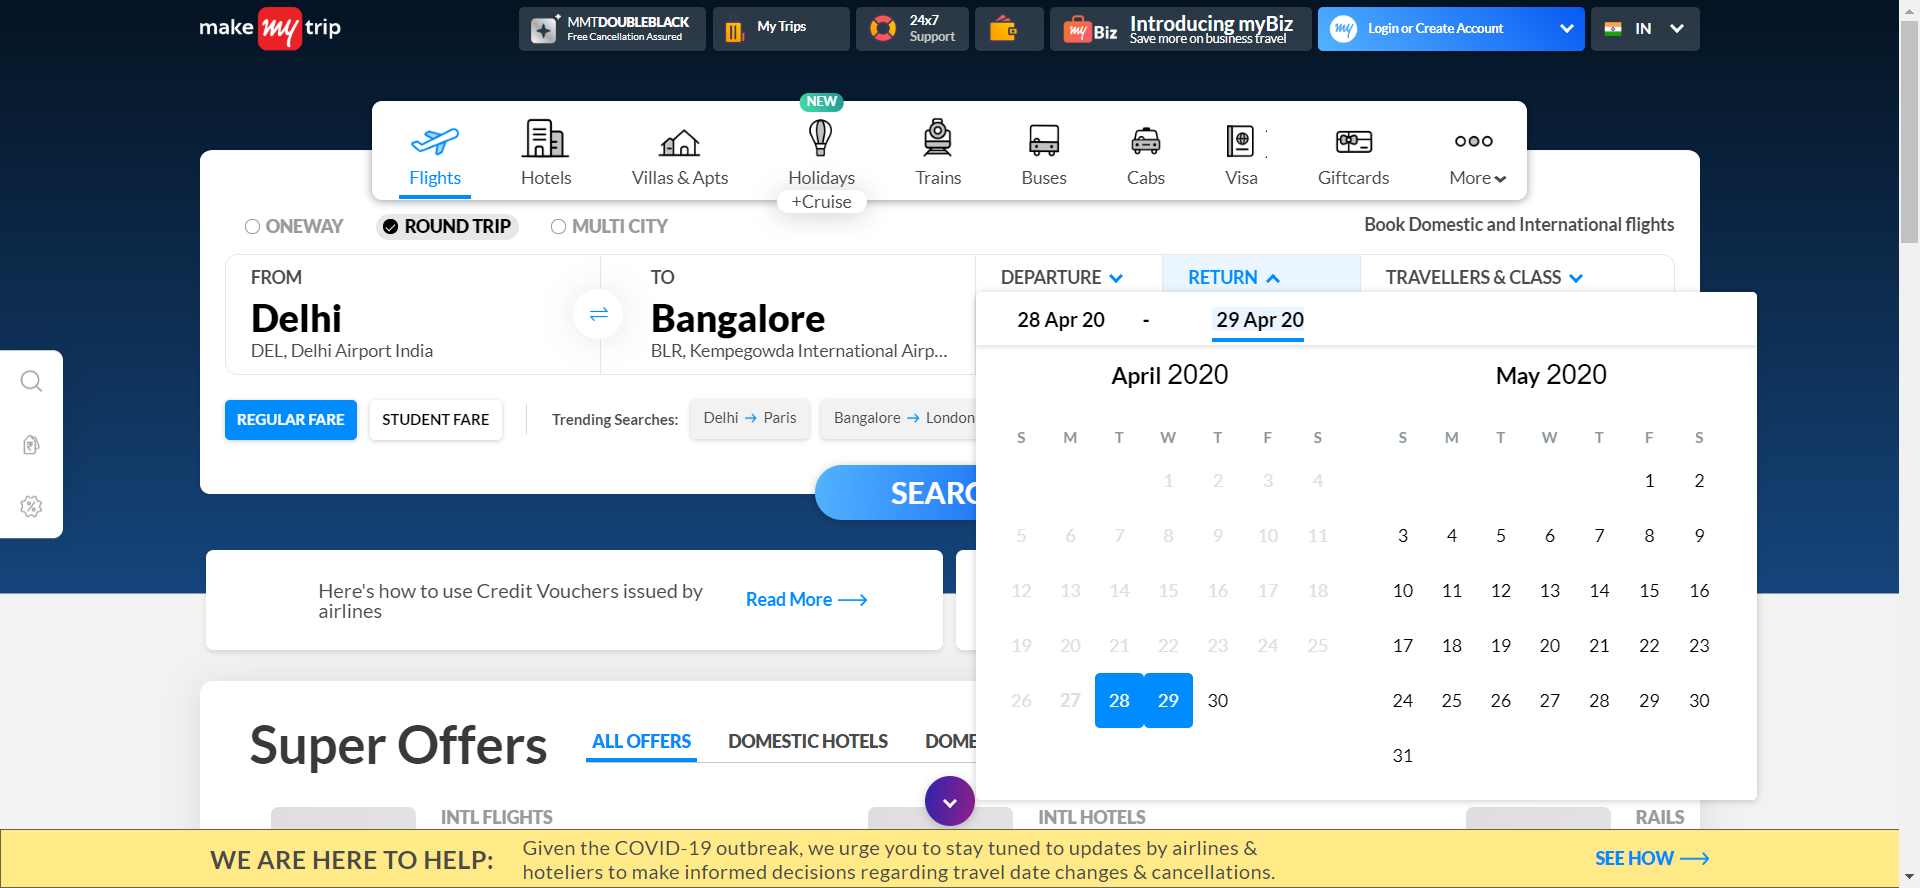 make my trip
MMTDOUBLEBLACK
Free Cancellation Assured
My Trips
24x7
Support
my Biz
Introducing myBiz
Save more on business travel
my
Login or Create Account
IN
NEW
Flights
Hotels
Villas & Apts
Holidays
+Cruise
Trains
Buses
Cabs
Visa
Giftcards
More
ONEWAY
ROUND TRIP
MULTI CITY
Book Domestic and International flights
FROM
Delhi
DEL, Delhi Airport India
TO
Bangalore
BLR, Kempegowda International Airp...
DEPARTURE
RETURN
TRAVELLERS & CLASS
28 Apr 20 - 29 Apr 20
REGULAR FARE
STUDENT FARE
Trending Searches:
Delhi → Paris
Bangalore → London
SEARC
April 2020
S M T W T F S
1 2 3 4
5 6 7 8 9 10 11
12 13 14 15 16 17 18
19 20 21 22 23 24 25
26 27 28 29 30
May 2020
S M T W T F S
1 2
3 4 5 6 7 8 9
10 11 12 13 14 15 16
17 18 19 20 21 22 23
24 25 26 27 28 29 30
31
Here's how to use Credit Vouchers issued by
airlines
Read More
Super Offers
ALL OFFERS
DOMESTIC HOTELS
DOME
INTL FLIGHTS
INTL HOTELS
RAILS
WE ARE HERE TO HELP:
Given the COVID-19 outbreak, we urge you to stay tuned to updates by airlines &
hoteliers to make informed decisions regarding travel date changes & cancellations.
SEE HOW